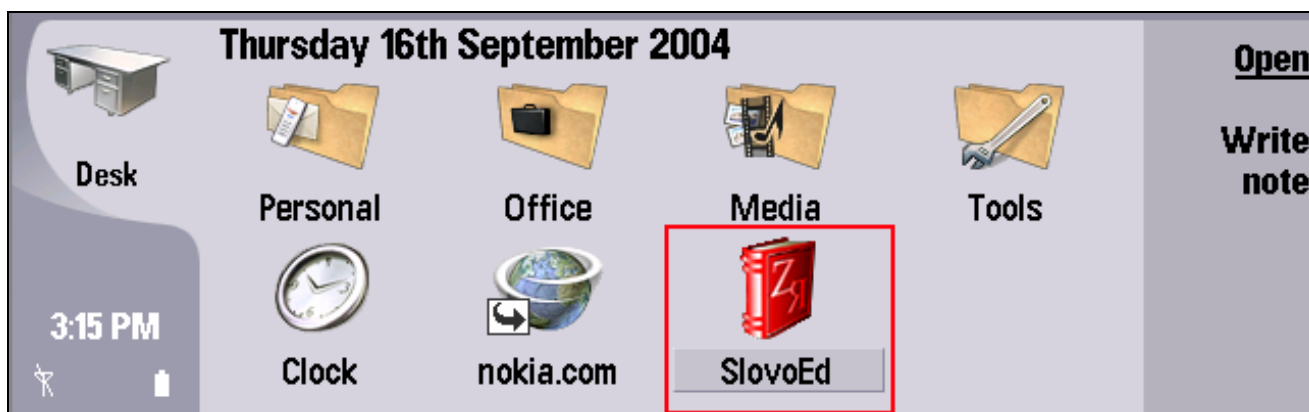 Thursday 16th September 2004
Open
Write
note
Desk
Personal
Office
Media
Tools
3:15 PM
Clock
nokia.com
SlovoEd